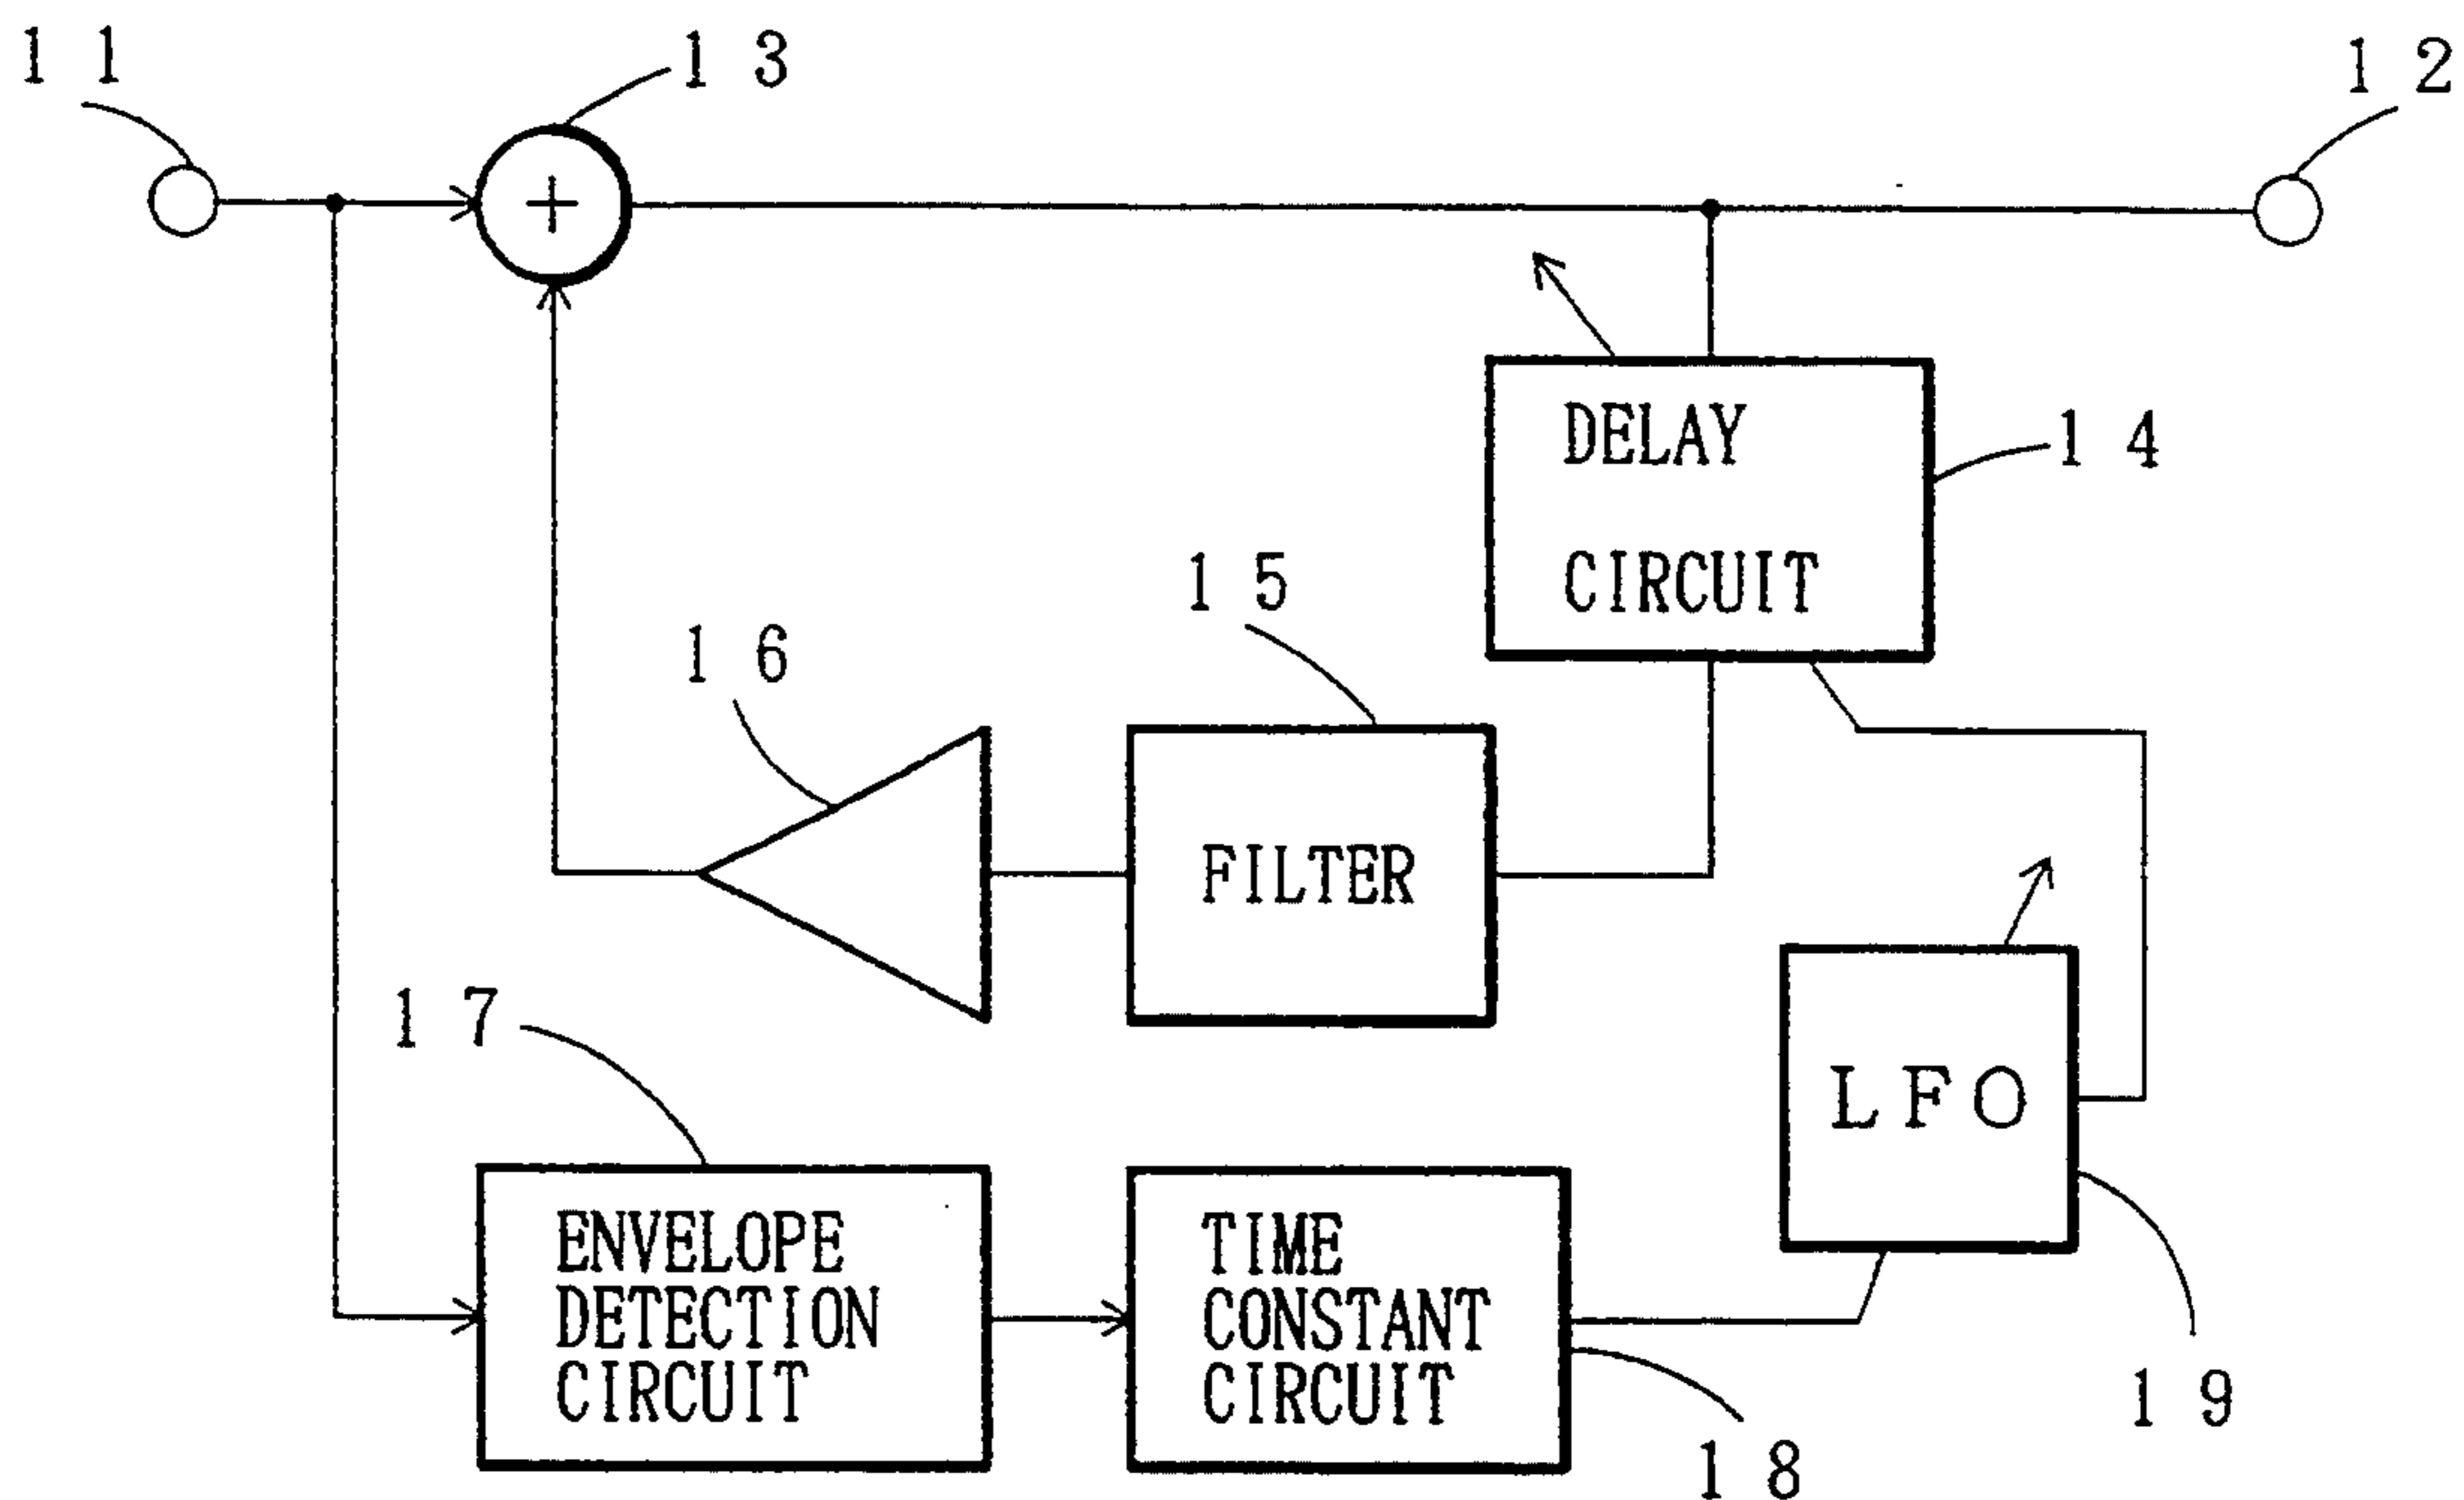 11
13
12
DELAY
CIRCUIT
14
15
16
FILTER
17
LFO
ENVELOPE
DETECTION
CIRCUIT
TIME
CONSTANT
CIRCUIT
19
18